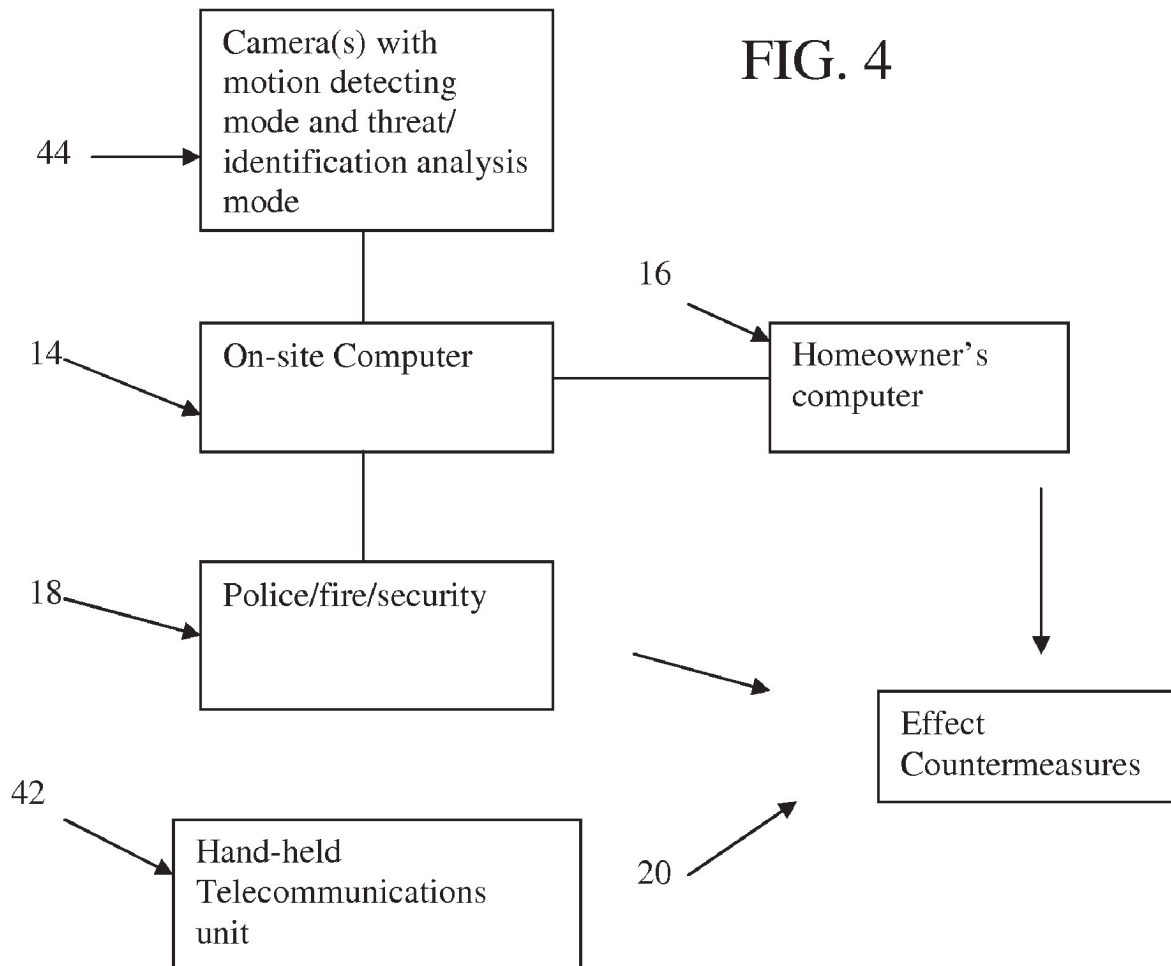 FIG. 4
Camera(s) with
motion detecting
mode and threat/
identification analysis
mode
44
16
14
On-site Computer
Homeowner’s
computer
18
Police/fire/security
Effect
Countermeasures
42
20
Hand-held
Telecommunications
unit